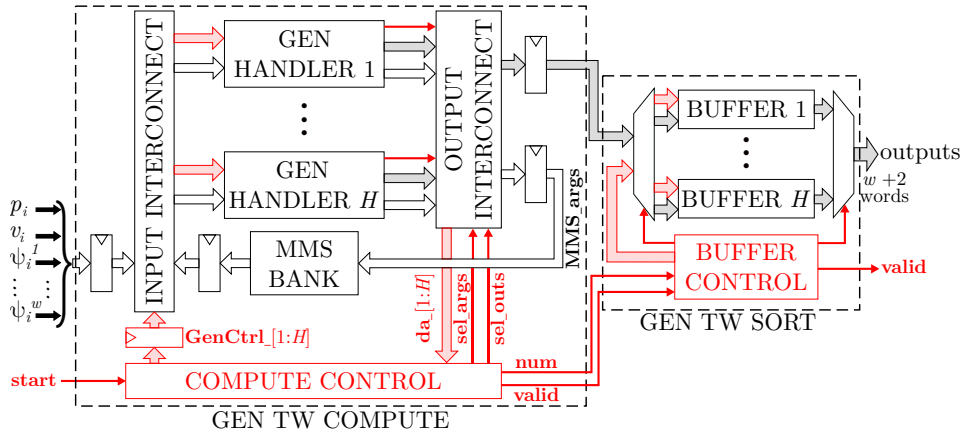 INPUT INTERCONNECT
GEN
HANDLER 1
GEN
HANDLER H
OUTPUT
INTERCONNECT
MMS args
BUFFER 1
BUFFER H
outputs
w +2
words
p_i
v_i
ψ_i^1
...
ψ_i^w
MMS
BANK
BUFFER
CONTROL
valid
GEN TW SORT
GenCtrl_[1:H]
da_[1:H]
sel_args
sel_outs
start
COMPUTE CONTROL
num
valid
GEN TW COMPUTE